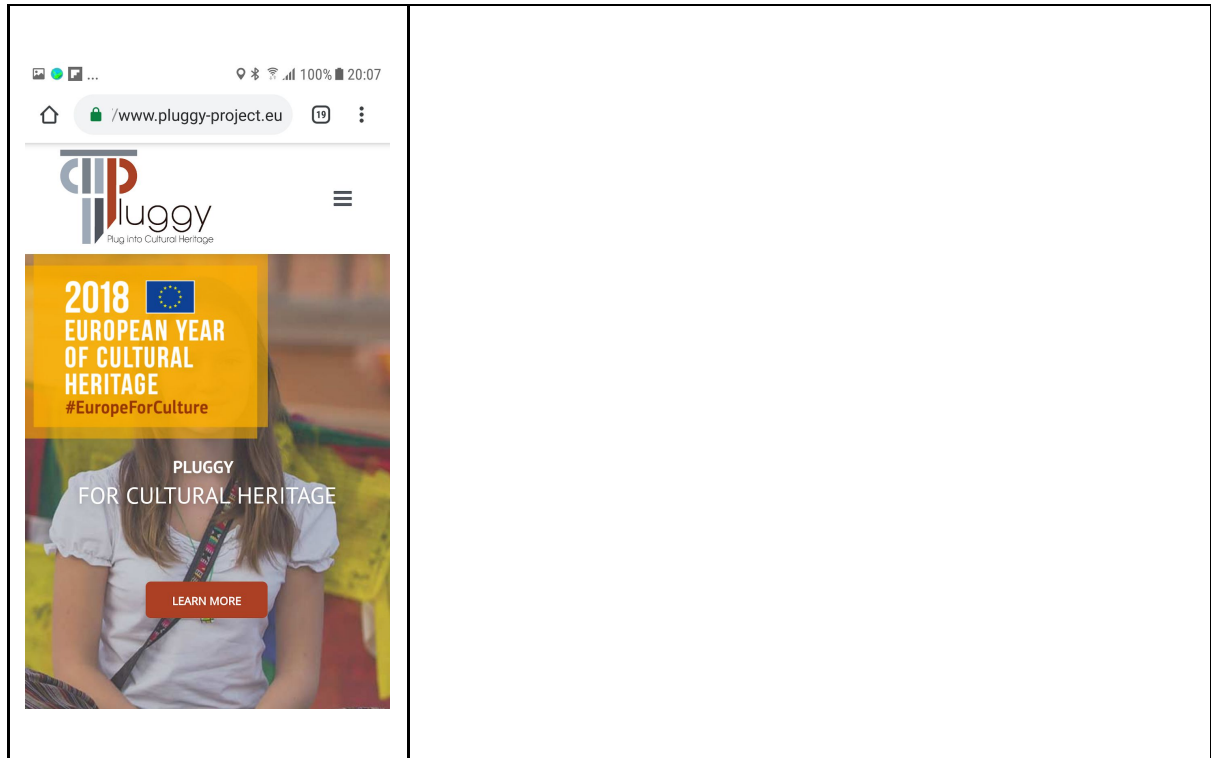 ... 100% 20:07
/www.pluggy-project.eu 19
Pluggy
Plug into Cultural Heritage
2018
EUROPEAN YEAR
OF CULTURAL
HERITAGE
#EuropeForCulture
PLUGGY
FOR CULTURAL HERITAGE
LEARN MORE